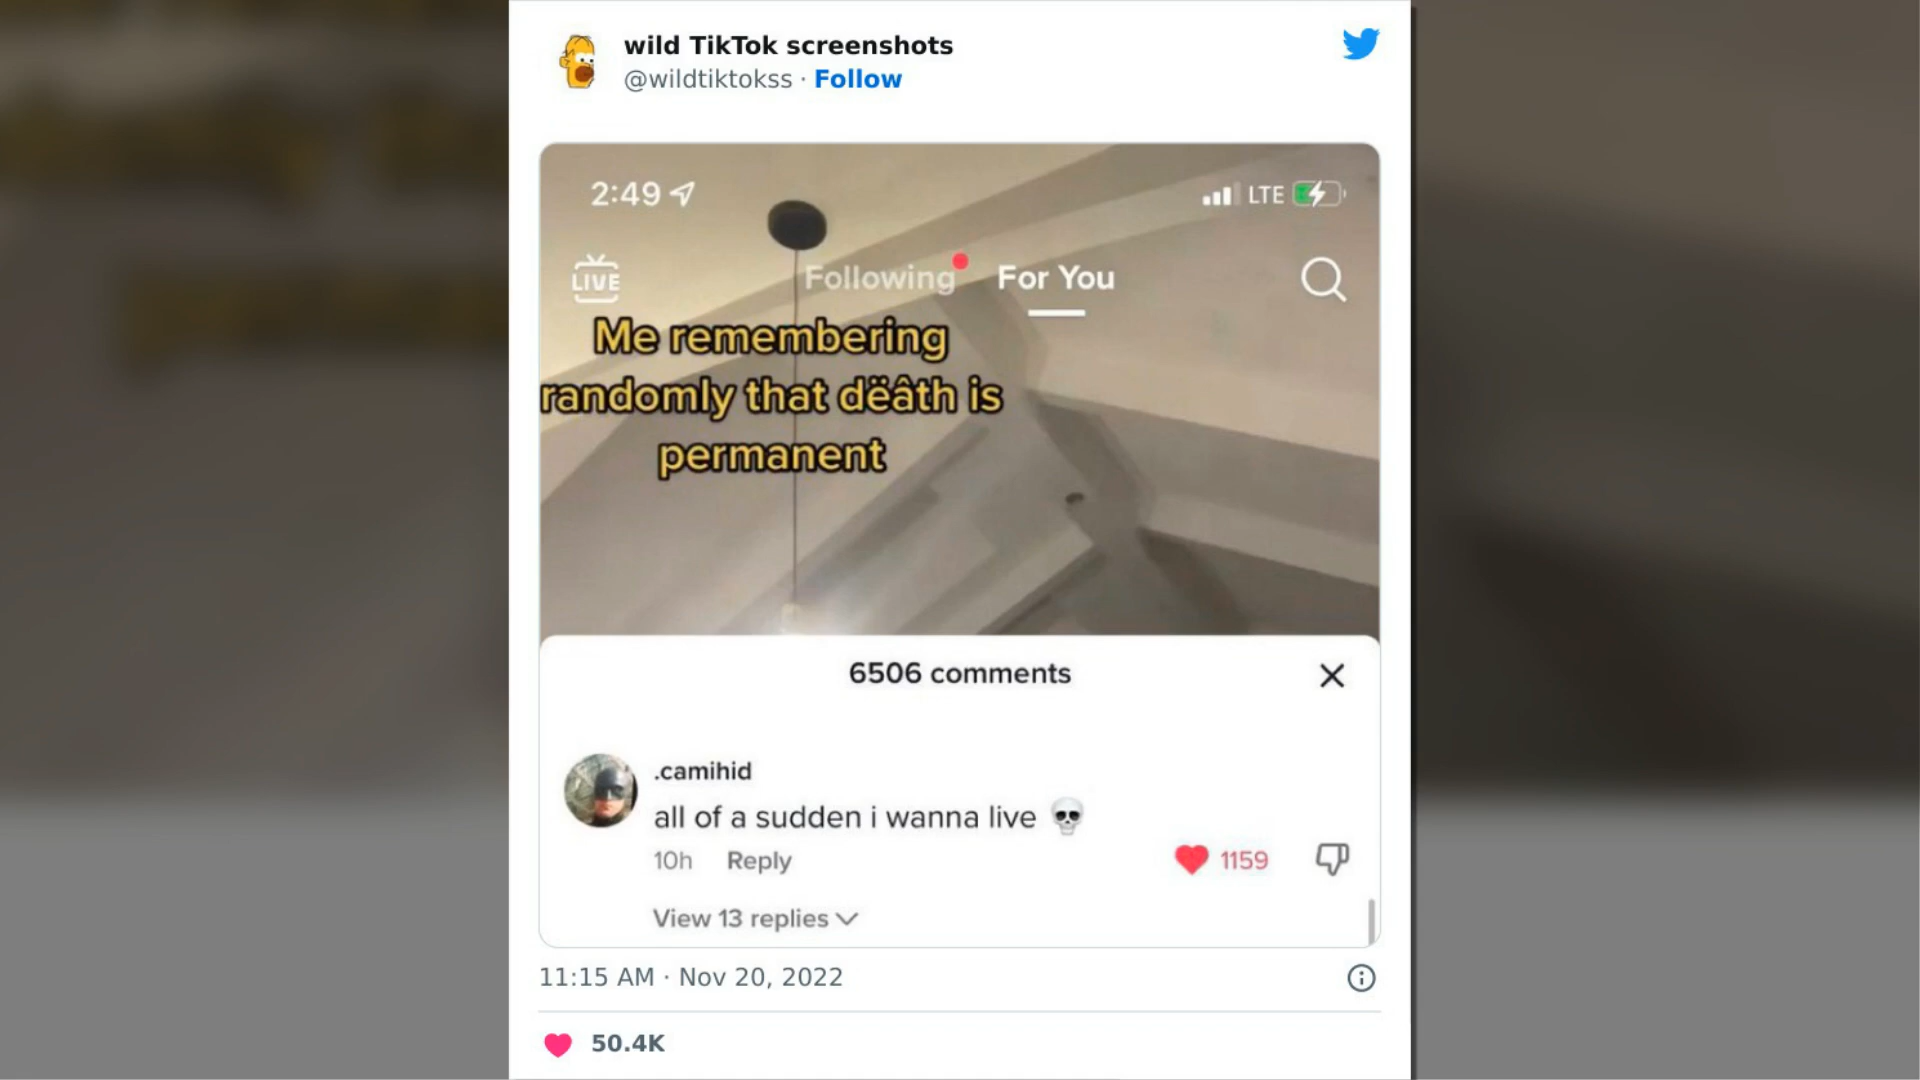 wild TikTok screenshots
@wildtiktokss · Follow
2:49
LTE
LIVE
Following
For You
Me remembering
randomly that dëâth is
permanent
6506 comments
.camihid
all of a sudden i wanna live 💀
10h Reply
1159
View 13 replies
11:15 AM · Nov 20, 2022
50.4K